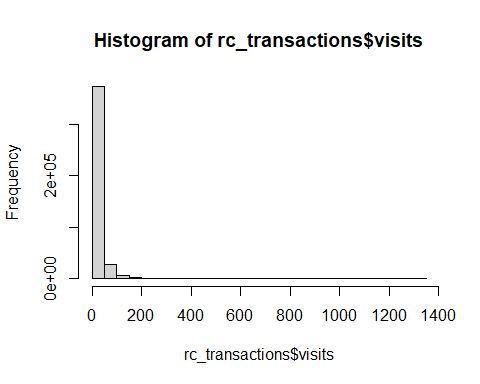 Histogram of rc_transactions$visits
Frequency
2e+05
0e+00
0 200 400 600 800 1000 1200 1400
rc_transactions$visits